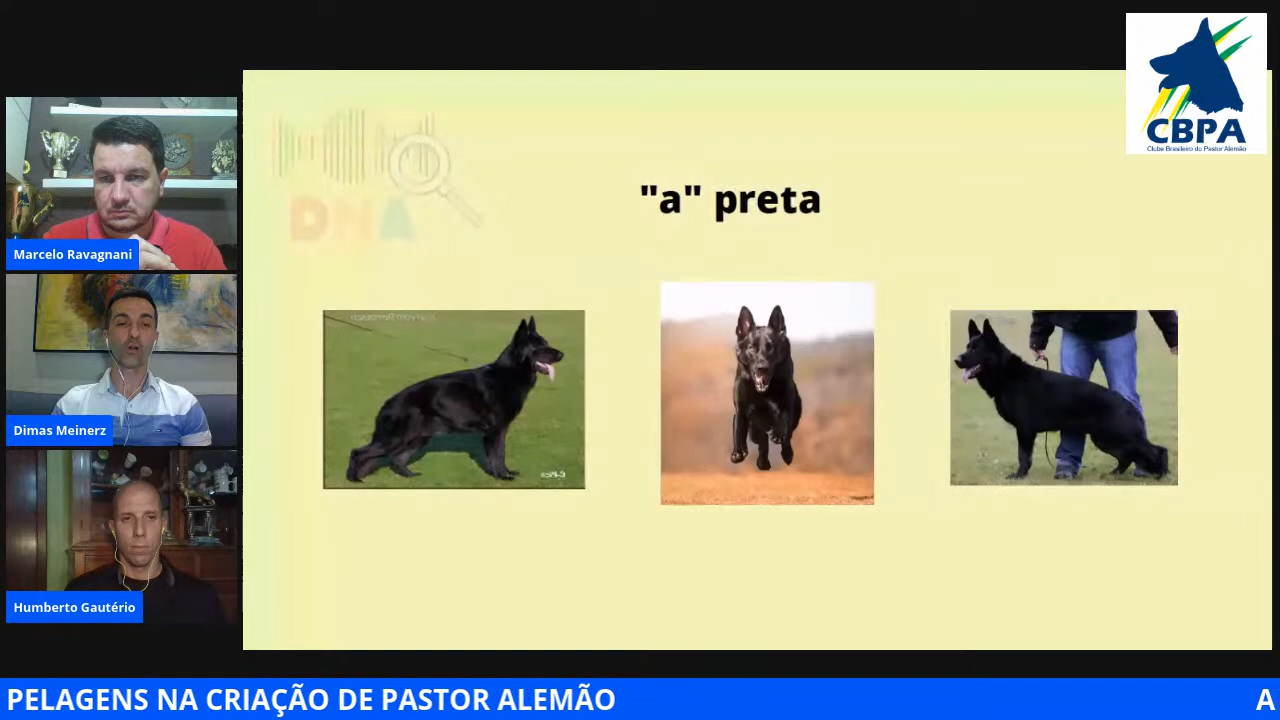 CBPA
Clube Brasileiro do Pastor Alemão
DNA
"a" preta
Marcelo Ravagnani
Dimas Meinerz
Humberto Gautério
PELAGENS NA CRIAÇÃO DE PASTOR ALEMÃO
A